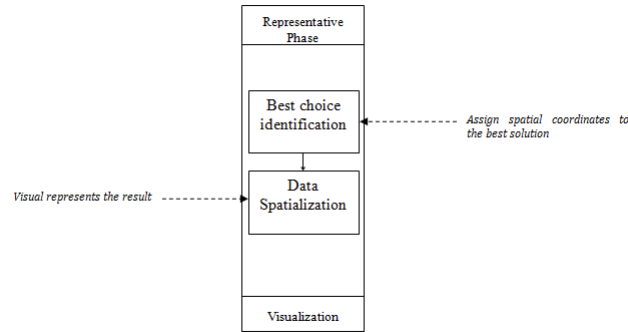 Representative
Phase
Best choice
identification
Assign spatial coordinates to
the best solution
Data
Spatialization
Visual represents the result
Visualization